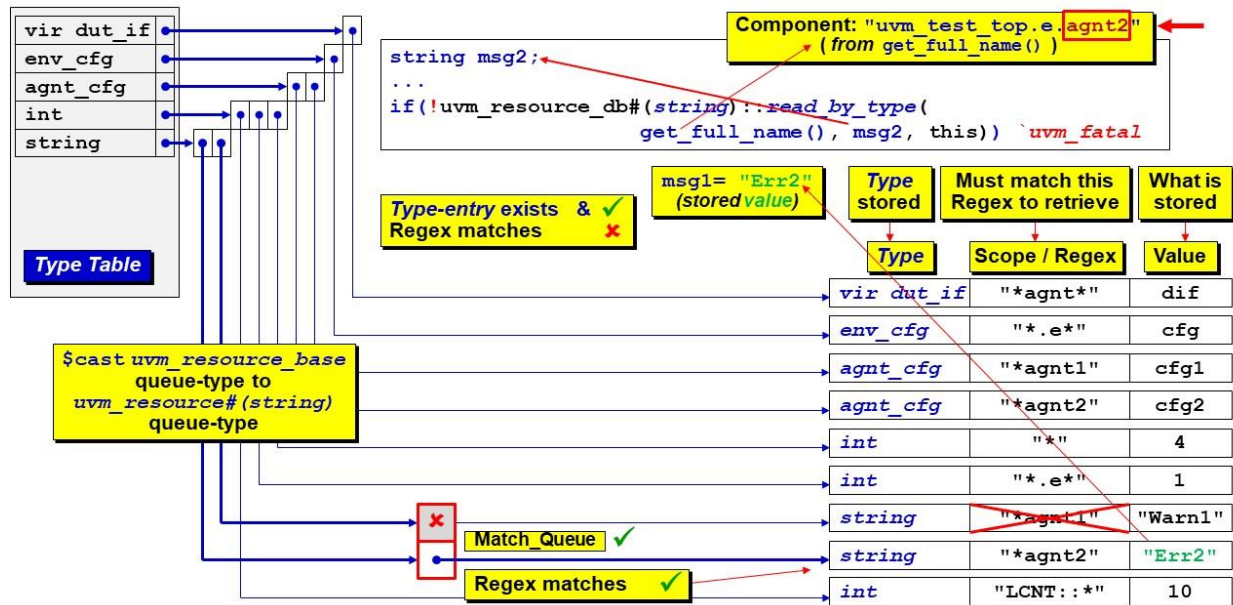 vir dut_if
env_cfg
agnt_cfg
int
string
Type Table
Component: "uvm_test_top.e.agnt2"
( from get_full_name() )
string msg2;
...
if(!uvm_resource_db#(string)::read_by_type(
get_full_name(), msg2, this)) `uvm_fatal
Type-entry exists & ✓
Regex matches ✘
msg1= "Err2"
(stored value)
Type
stored
Must match this
Regex to retrieve
What is
stored
Type Scope / Regex Value
vir dut_if "*agnt*" dif
env_cfg "*.e*" cfg
agnt_cfg "*agnt1" cfg1
agnt_cfg "*agnt2" cfg2
int "*" 4
int "*.e*" 1
string "*agnt1" "Warn1"
string "*agnt2" "Err2"
int "LCNT::*" 10
$cast uvm_resource_base
queue-type to
uvm_resource#(string)
queue-type
✘
Match_Queue ✓
Regex matches ✓